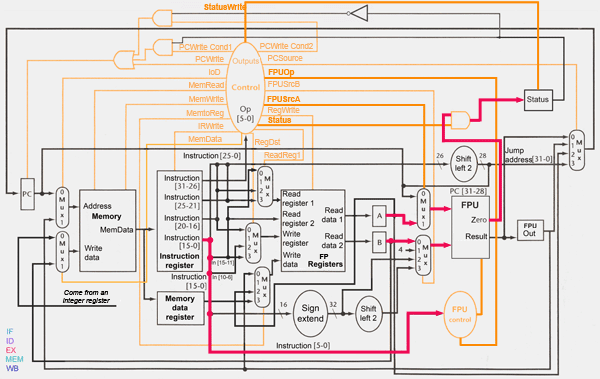 StatusWrite
PCWrite Cond1
PCWrite Cond2
PCWrite
PCSource
Outputs
IoD
FPUOp
MemRead
Control
FPUSrcB
MemWrite
FPUSrcA
MemtoReg
Op
RegWrite
[5-0]
Status
IRWrite
MemData
RegDst
ReadReg1
Status
Instruction [25-0]
26
Shift
left 2
28
Jump
address[31-0]
0
1
2
3
M
u
x
PC
PC [31-28]
0
Mux
1
Address
Memory
MemData
Write
data
0
Mux
1
Instruction
[31-26]
Instruction
[25-21]
Instruction
[20-16]
Instruction
[15-0]
Instruction
register
In [15-11]
In [10-6]
Instruction
[15-0]
Memory data
register
0
1
2
3
M
u
x
0
1
2
3
M
u
x
0
1
2
3
M
u
x
Read
register 1
Read
register 2
Write
register
Write
data
Read
data 1
Read
data 2
FP
Registers
A
B
4
0
1
2
3
M
u
x
0
1
2
3
M
u
x
FPU
Zero
Result
FPU
Out
16
Sign
extend
32
Shift
left 2
FPU
control
Instruction [5-0]
Come from an
Integer register
IF
ID
EX
MEM
WB